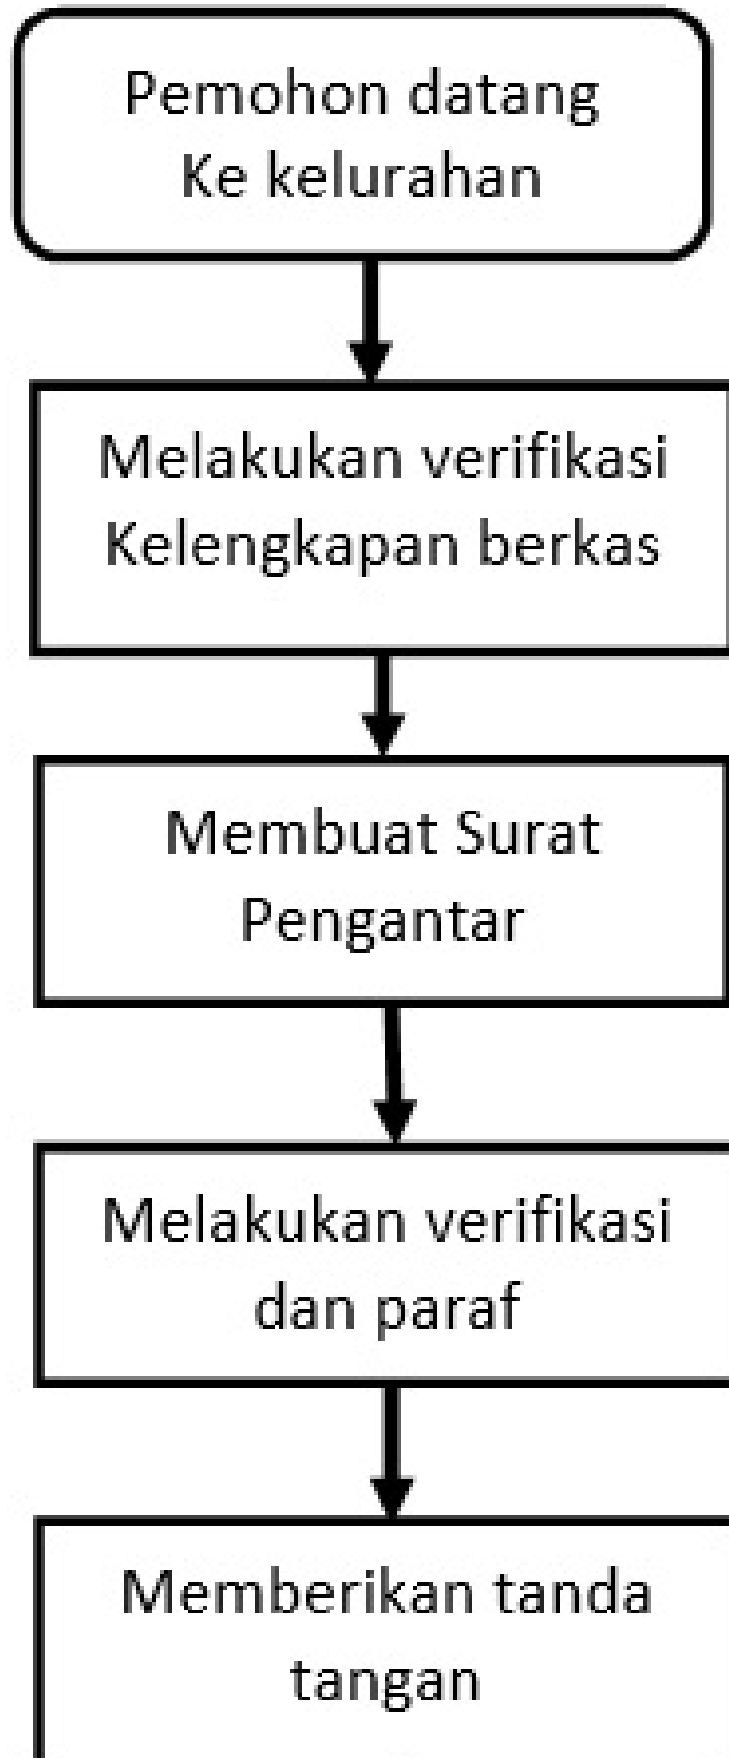 Pemohon datang
Ke kelurahan
Melakukan verifikasi
Kelengkapan berkas
Membuat Surat
Pengantar
Melakukan verifikasi
dan paraf
Memberikan tanda
tangan